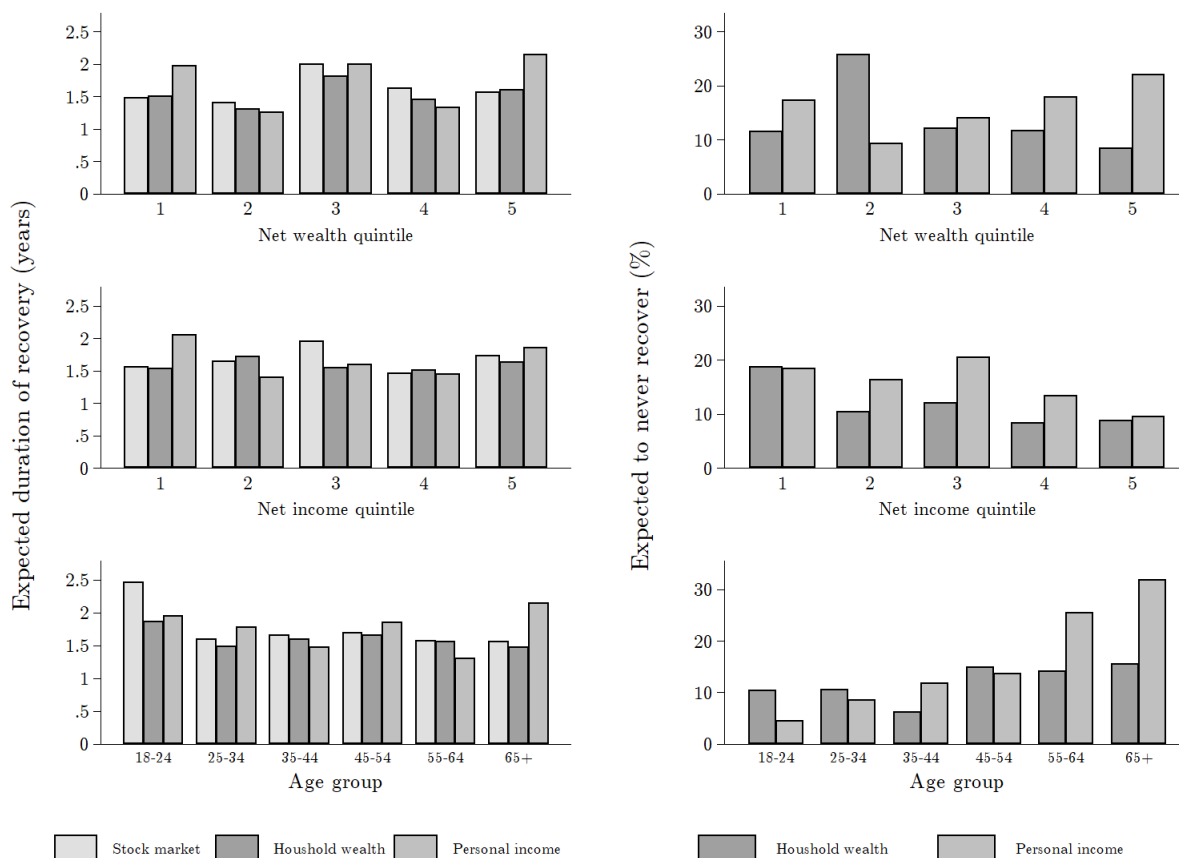 Expected duration of recovery (years)
2.5
2
1.5
1
.5
0
1 2 3 4 5
Net wealth quintile
2.5
2
1.5
1
.5
0
1 2 3 4 5
Net income quintile
2.5
2
1.5
1
.5
0
18-24 25-34 35-44 45-54 55-64 65+
Age group
Stock market Houshold wealth Personal income
Expected to never recover (%)
30
20
10
0
1 2 3 4 5
Net wealth quintile
30
20
10
0
1 2 3 4 5
Net income quintile
30
20
10
0
18-24 25-34 35-44 45-54 55-64 65+
Age group
Houshold wealth Personal income